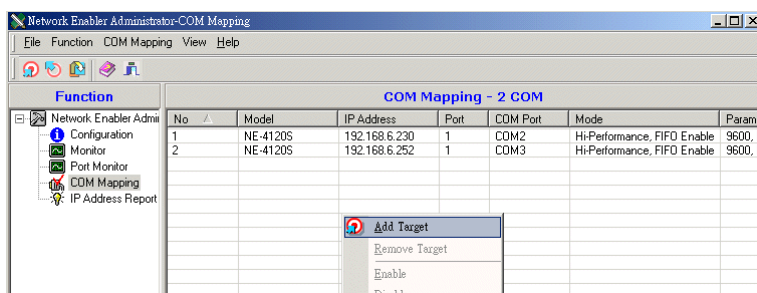 Network Enabler Administrator-COM Mapping
File Function COM Mapping View Help
Function
COM Mapping - 2 COM
Network Enabler Admi
Configuration
Monitor
Port Monitor
COM Mapping
IP Address Report
No Model IP Address Port COM Port Mode Param
1 NE-4120S 192.168.6.230 1 COM2 Hi-Performance, FIFO Enable 9600,
2 NE-4120S 192.168.6.252 1 COM3 Hi-Performance, FIFO Enable 9600,
Add Target
Remove Target
Enable